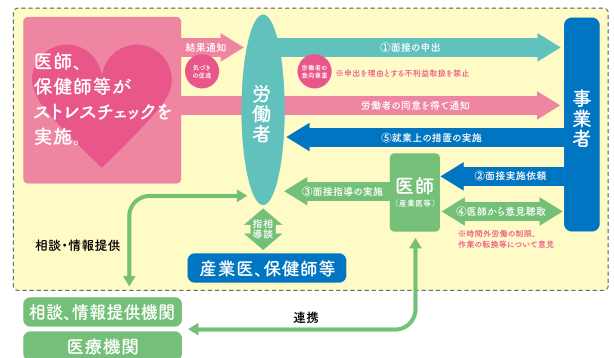 医師、
保健師等が
ストレスチェックを
実施。
結果通知
気づき
の促進
労働者
①面接の申出
労働者の
意向尊重
※申出を理由とする不利益取扱を禁止
労働者の同意を得て通知
⑤就業上の措置の実施
事業者
②面接実施依頼
医師
(産業医等)
③面接指導の実施
④医師から意見聴取
※時間外労働の制限、
作業の転換等について意見
相談
指導
産業医、保健師等
相談・情報提供
相談、情報提供機関
医療機関
連携